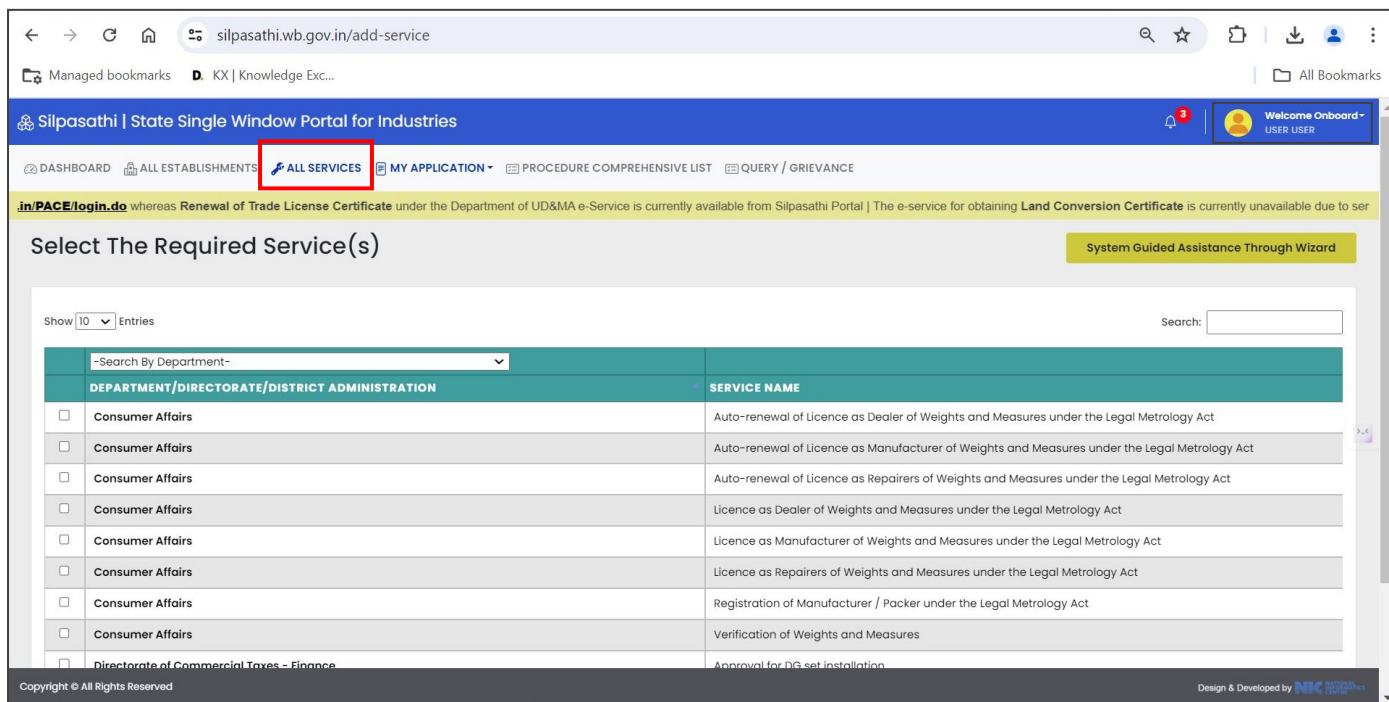 silpasathi.wb.gov.in/add-service
Managed bookmarks D. KX | Knowledge Exc... All Bookmarks
Silpasathi | State Single Window Portal for Industries 3 Welcome Onboard
USER USER
DASHBOARD ALL ESTABLISHMENTS ALL SERVICES MY APPLICATION PROCEDURE COMPREHENSIVE LIST QUERY / GRIEVANCE
.in/PACE/login.do whereas Renewal of Trade License Certificate under the Department of UD&MA e-Service is currently available from Silpasathi Portal | The e-service for obtaining Land Conversion Certificate is currently unavailable due to ser
Select The Required Service(s) System Guided Assistance Through Wizard
Show 10 Entries Search:
-Search By Department-
DEPARTMENT/DIRECTORATE/DISTRICT ADMINISTRATION SERVICE NAME
Consumer Affairs Auto-renewal of Licence as Dealer of Weights and Measures under the Legal Metrology Act
Consumer Affairs Auto-renewal of Licence as Manufacturer of Weights and Measures under the Legal Metrology Act
Consumer Affairs Auto-renewal of Licence as Repairers of Weights and Measures under the Legal Metrology Act
Consumer Affairs Licence as Dealer of Weights and Measures under the Legal Metrology Act
Consumer Affairs Licence as Manufacturer of Weights and Measures under the Legal Metrology Act
Consumer Affairs Licence as Repairers of Weights and Measures under the Legal Metrology Act
Consumer Affairs Registration of Manufacturer / Packer under the Legal Metrology Act
Consumer Affairs Verification of Weights and Measures
Directorate of Commercial Taxes - Finance Approval for DG set installation
Copyright © All Rights Reserved Design & Developed by NIC NATIONAL INFORMATICS CENTRE